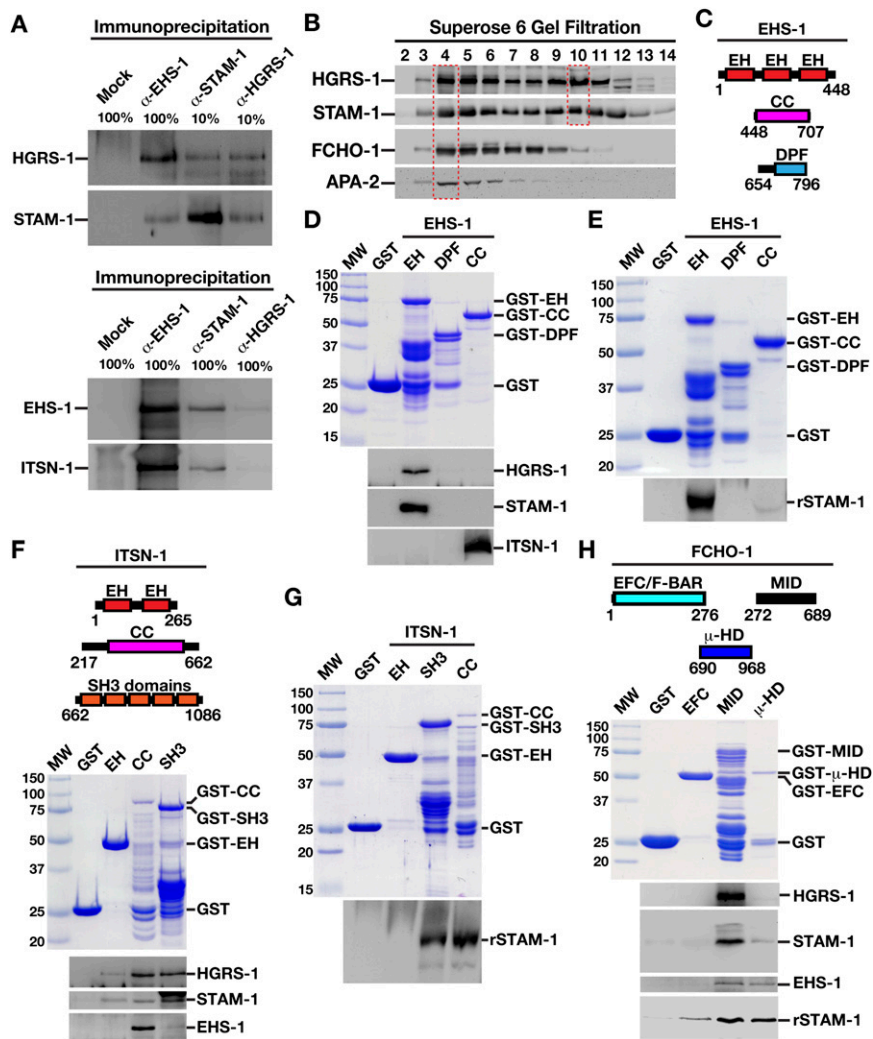 A
Immunoprecipitation
Mock
α-EHS-1
α-STAM-1
α-HGRS-1
100% 100% 10% 10%
HGRS-1
STAM-1
Immunoprecipitation
Mock
α-EHS-1
α-STAM-1
α-HGRS-1
100% 100% 100% 100%
EHS-1
ITSN-1
B
Superose 6 Gel Filtration
2 3 4 5 6 7 8 9 10 11 12 13 14
HGRS-1
STAM-1
FCHO-1
APA-2
C
EHS-1
EH EH EH
1 448
CC
448 707
DPF
654 796
D
EHS-1
MW GST EH DPF CC
150
100
75
50
37
25
20
15
GST-EH
GST-CC
GST-DPF
GST
HGRS-1
STAM-1
ITSN-1
E
EHS-1
MW GST EH DPF CC
150
100
75
50
37
25
20
GST-EH
GST-CC
GST-DPF
GST
rSTAM-1
F
ITSN-1
EH EH
1 265
CC
217 662
SH3 domains
662 1086
MW GST EH CC SH3
150
100
75
50
37
25
20
GST-CC
GST-SH3
GST-EH
GST
HGRS-1
STAM-1
EHS-1
G
ITSN-1
MW GST EH SH3 CC
150
100
75
50
37
25
20
15
GST-CC
GST-SH3
GST-EH
GST
rSTAM-1
H
FCHO-1
EFC/F-BAR MID
1 276 272 689
μ-HD
690 968
MW GST EFC MID μ-HD
150
100
75
50
37
25
20
GST-MID
GST-μ-HD
GST-EFC
GST
HGRS-1
STAM-1
EHS-1
rSTAM-1